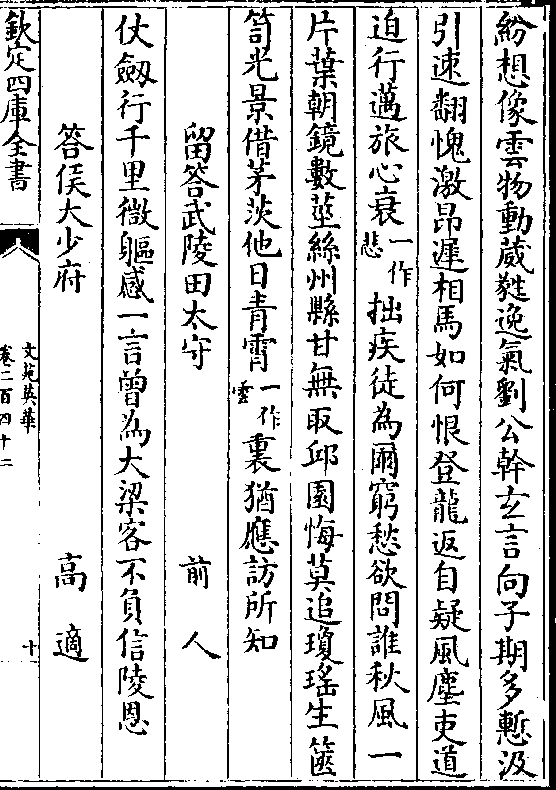 紛想像雲物動葳㽔逸氣劉公幹玄言向子期多慙汲
引速翻愧激昂遲相馬如何恨登龍返自疑風塵吏道
迫行邁旅心衰一作悲拙疾徒為爾窮愁欲問誰秋風一
片葉朝鏡數莖絲州縣甘無取邱園悔莫追瓊瑤生篋
笥光景借茅茨他日青霄一作雲裏猶應訪所知
留答武陵田太守 前人
仗劒行千里微軀感一言曾為大梁客不負信陵恩
答侯大少府 高適
欽定四庫全書 文苑英華 卷二百四十二 十